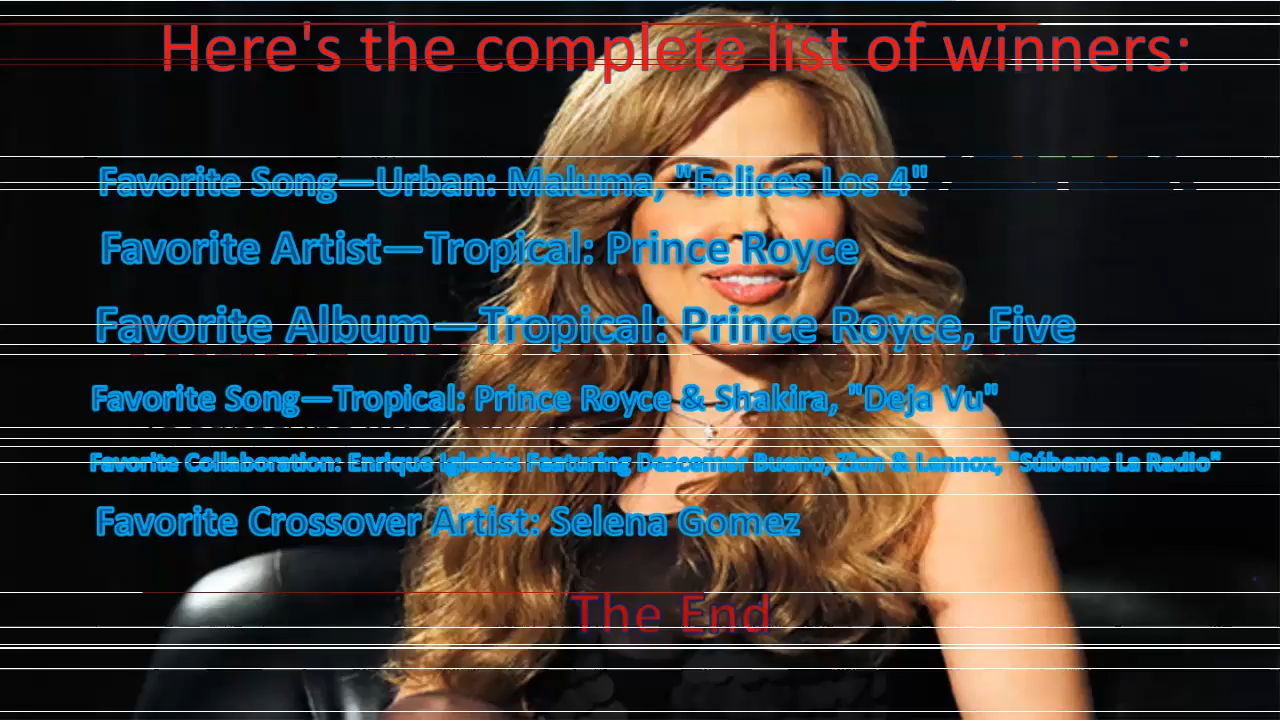 Here's the complete list of winners:
Favorite Song—Urban: Maluma, "Felices Los 4"
Favorite Artist—Tropical: Prince Royce
Favorite Album—Tropical: Prince Royce, Five
Favorite Song—Tropical: Prince Royce & Shakira, "Deja Vu"
Favorite Collaboration: Enrique Iglesias Featuring Descemer Bueno, Zion & Lennox, "Súbeme La Radio"
Favorite Crossover Artist: Selena Gomez
The End